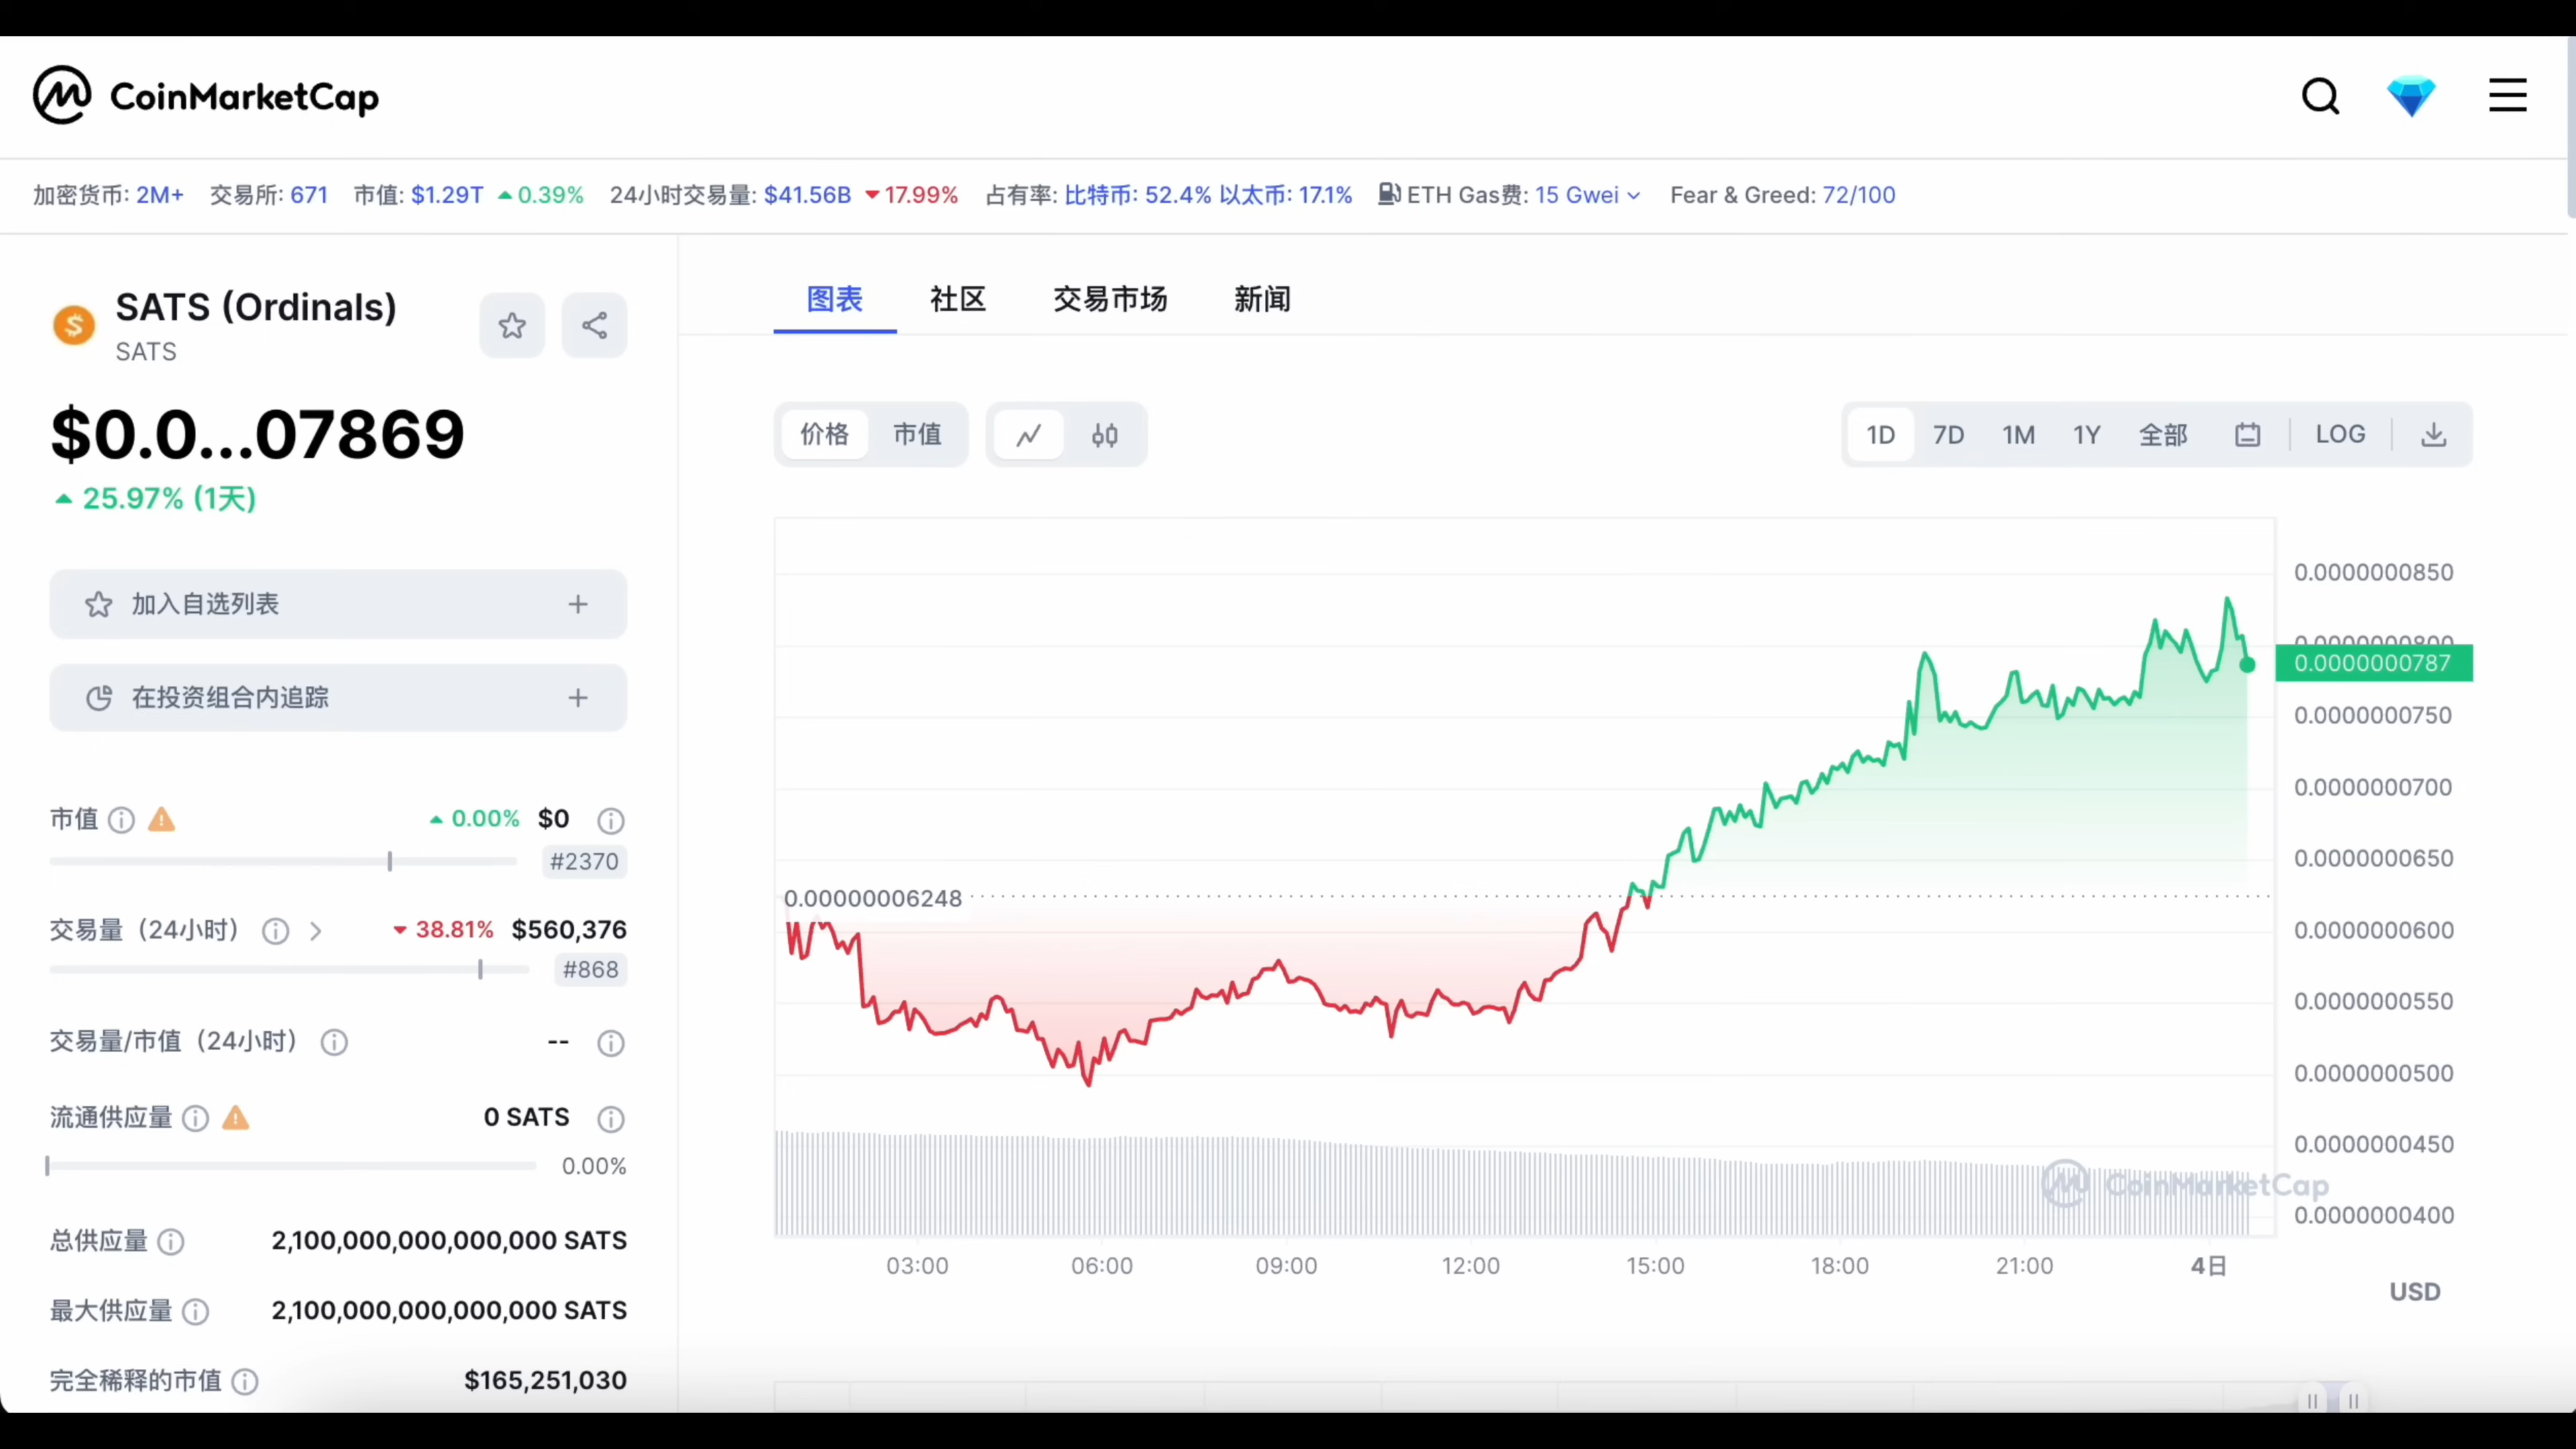 CoinMarketCap
加密货币: 2M+ 交易所: 671 市值: $1.29T 0.39% 24小时交易量: $41.56B 17.99% 占有率: 比特币: 52.4% 以太币: 17.1% ETH Gas费: 15 Gwei Fear & Greed: 72/100
SATS (Ordinals)
SATS
$0.0...07869
25.97% (1天)
加入自选列表
在投资组合内追踪
市值 0.00% $0
#2370
交易量（24小时） 38.81% $560,376
#868
交易量/市值（24小时） --
流通供应量 0 SATS
0.00%
总供应量 2,100,000,000,000,000 SATS
最大供应量 2,100,000,000,000,000 SATS
完全稀释的市值 $165,251,030
图表 社区 交易市场 新闻
价格 市值 1D 7D 1M 1Y 全部 LOG
0.0000000850
0.0000000800
0.0000000787
0.0000000750
0.0000000700
0.0000000650
0.00000006248
0.0000000600
0.0000000550
0.0000000500
0.0000000450
CoinMarketCap
0.0000000400
03:00 06:00 09:00 12:00 15:00 18:00 21:00 4日
USD